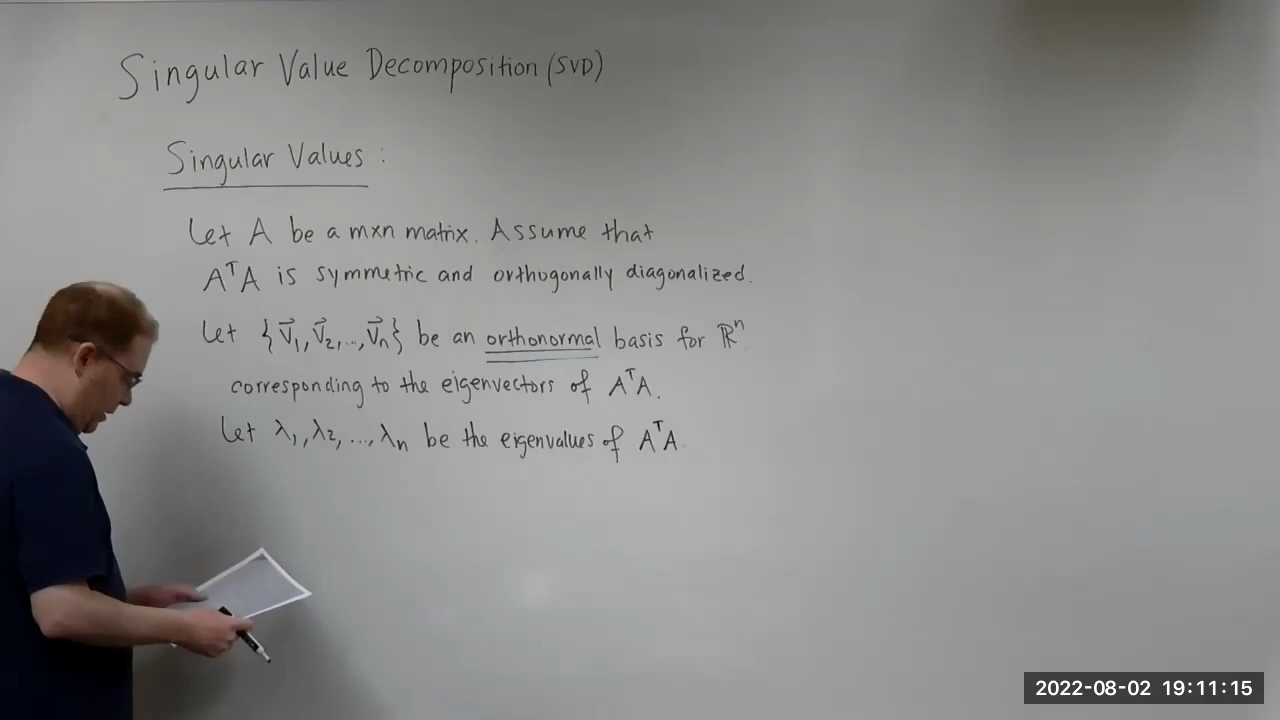 Singular Value Decomposition (SVD)
Singular Values :
Let A be a mxn matrix. Assume that
AᵀA is symmetric and orthogonally diagonalized.
Let {v⃗₁, v⃗₂, ..., v⃗ₙ} be an orthonormal basis for ℝⁿ
corresponding to the eigenvectors of AᵀA.
Let λ₁, λ₂, ..., λₙ be the eigenvalues of AᵀA.
2022-08-02 19:11:15